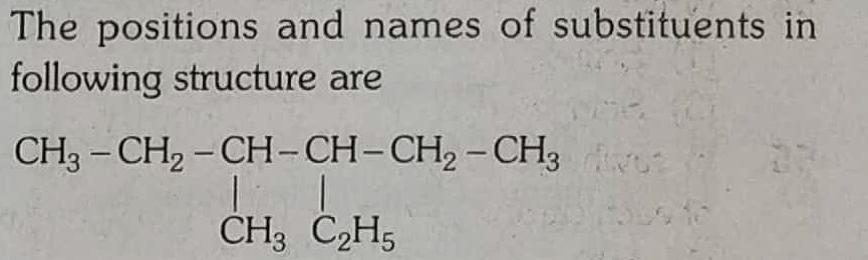 The positions and names of substituents in
following structure are
CH₃ – CH₂ – CH – CH – CH₂ – CH₃
| |
CH₃ C₂H₅